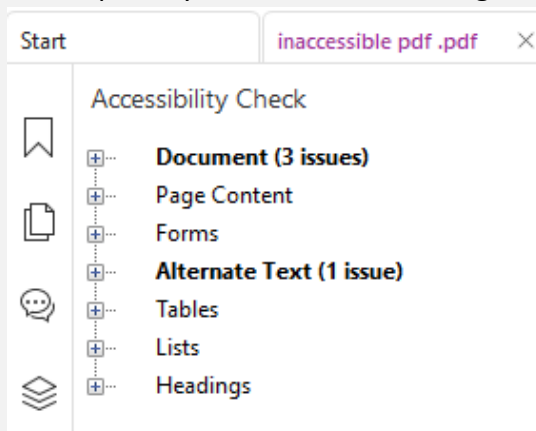 Start
inaccessible pdf .pdf
Accessibility Check
Document (3 issues)
Page Content
Forms
Alternate Text (1 issue)
Tables
Lists
Headings